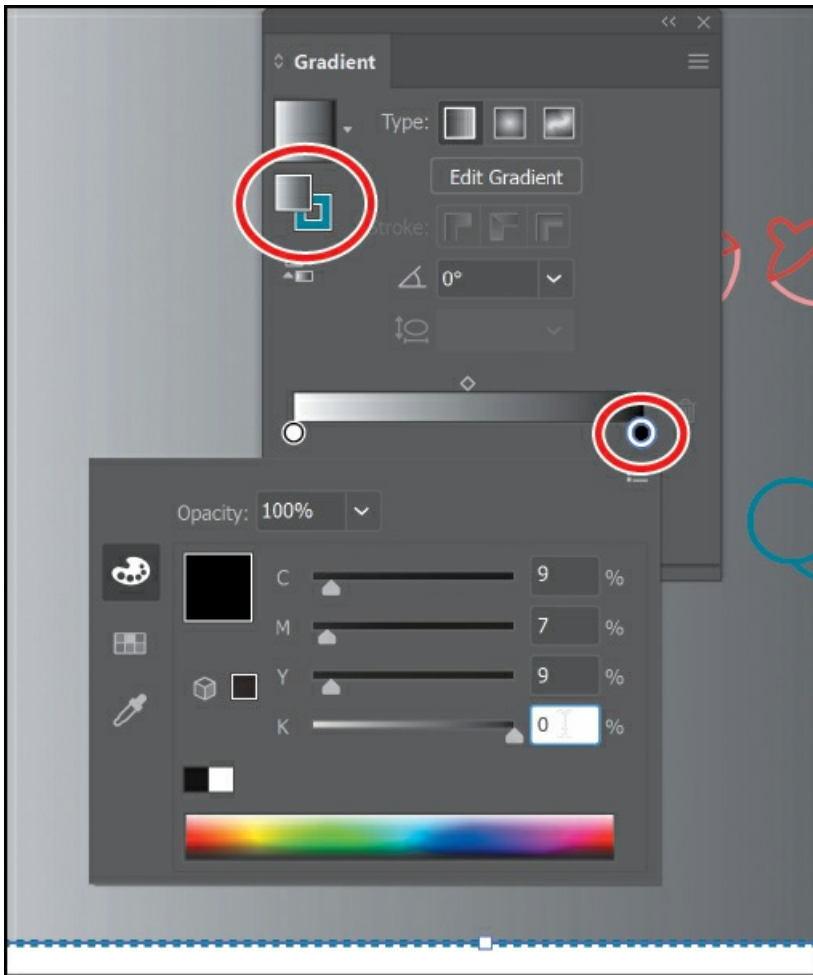 Gradient
Type:
Edit Gradient
Stroke:
0°
Opacity: 100%
C 9 %
M 7 %
Y 9 %
K 0 %